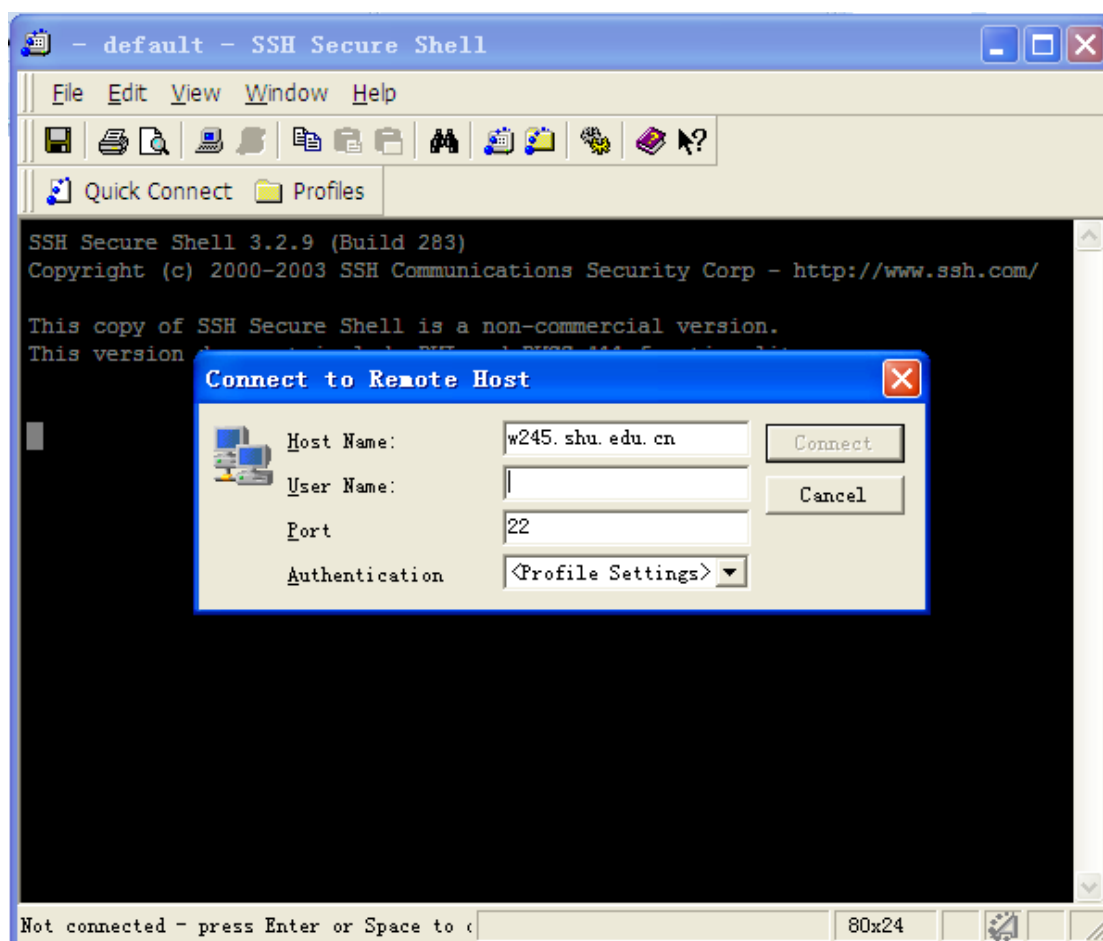 - default - SSH Secure Shell
File Edit View Window Help
Quick Connect Profiles
SSH Secure Shell 3.2.9 (Build 283)
Copyright (c) 2000-2003 SSH Communications Security Corp - http://www.ssh.com/
This copy of SSH Secure Shell is a non-commercial version.
This version
Connect to Remote Host
Host Name: w245.shu.edu.cn Connect
User Name: Cancel
Port 22
Authentication <Profile Settings>
Not connected - press Enter or Space to 80x24